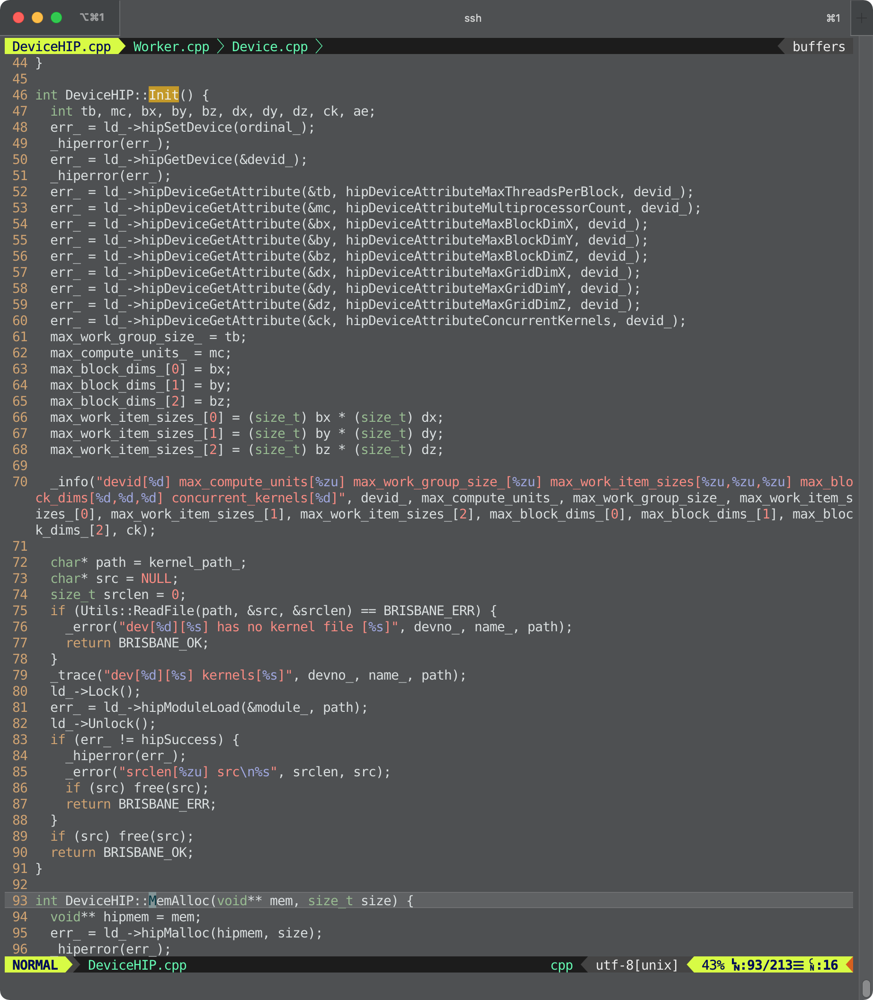 ⌥⌘1 ssh ⌘1 +
DeviceHIP.cpp Worker.cpp Device.cpp buffers
44 }
45
46 int DeviceHIP::Init() {
47   int tb, mc, bx, by, bz, dx, dy, dz, ck, ae;
48   err_ = ld_->hipSetDevice(ordinal_);
49   _hiperror(err_);
50   err_ = ld_->hipGetDevice(&devid_);
51   _hiperror(err_);
52   err_ = ld_->hipDeviceGetAttribute(&tb, hipDeviceAttributeMaxThreadsPerBlock, devid_);
53   err_ = ld_->hipDeviceGetAttribute(&mc, hipDeviceAttributeMultiprocessorCount, devid_);
54   err_ = ld_->hipDeviceGetAttribute(&bx, hipDeviceAttributeMaxBlockDimX, devid_);
55   err_ = ld_->hipDeviceGetAttribute(&by, hipDeviceAttributeMaxBlockDimY, devid_);
56   err_ = ld_->hipDeviceGetAttribute(&bz, hipDeviceAttributeMaxBlockDimZ, devid_);
57   err_ = ld_->hipDeviceGetAttribute(&dx, hipDeviceAttributeMaxGridDimX, devid_);
58   err_ = ld_->hipDeviceGetAttribute(&dy, hipDeviceAttributeMaxGridDimY, devid_);
59   err_ = ld_->hipDeviceGetAttribute(&dz, hipDeviceAttributeMaxGridDimZ, devid_);
60   err_ = ld_->hipDeviceGetAttribute(&ck, hipDeviceAttributeConcurrentKernels, devid_);
61   max_work_group_size_ = tb;
62   max_compute_units_ = mc;
63   max_block_dims_[0] = bx;
64   max_block_dims_[1] = by;
65   max_block_dims_[2] = bz;
66   max_work_item_sizes_[0] = (size_t) bx * (size_t) dx;
67   max_work_item_sizes_[1] = (size_t) by * (size_t) dy;
68   max_work_item_sizes_[2] = (size_t) bz * (size_t) dz;
69
70   _info("devid[%d] max_compute_units[%zu] max_work_group_size_[%zu] max_work_item_sizes[%zu,%zu,%zu] max_blo
ck_dims[%d,%d,%d] concurrent_kernels[%d]", devid_, max_compute_units_, max_work_group_size_, max_work_item_s
izes_[0], max_work_item_sizes_[1], max_work_item_sizes_[2], max_block_dims_[0], max_block_dims_[1], max_bloc
k_dims_[2], ck);
71
72   char* path = kernel_path_;
73   char* src = NULL;
74   size_t srclen = 0;
75   if (Utils::ReadFile(path, &src, &srclen) == BRISBANE_ERR) {
76     _error("dev[%d][%s] has no kernel file [%s]", devno_, name_, path);
77     return BRISBANE_OK;
78   }
79   _trace("dev[%d][%s] kernels[%s]", devno_, name_, path);
80   ld_->Lock();
81   err_ = ld_->hipModuleLoad(&module_, path);
82   ld_->Unlock();
83   if (err_ != hipSuccess) {
84     _hiperror(err_);
85     _error("srclen[%zu] src\n%s", srclen, src);
86     if (src) free(src);
87     return BRISBANE_ERR;
88   }
89   if (src) free(src);
90   return BRISBANE_OK;
91 }
92
93 int DeviceHIP::MemAlloc(void** mem, size_t size) {
94   void** hipmem = mem;
95   err_ = ld_->hipMalloc(hipmem, size);
96   _hiperror(err_);
NORMAL DeviceHIP.cpp cpp utf-8[unix] 43% ␤:93/213☰ ℅:16